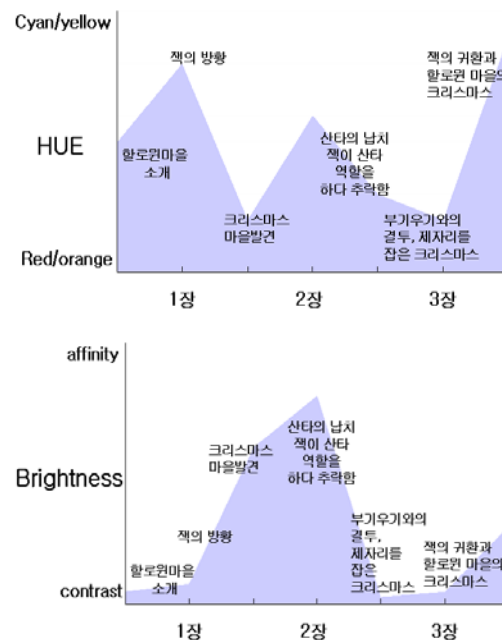 Cyan/yellow
잭의 방황
잭의 귀환과
할로윈 마을의
크리스마스
HUE
할로윈마을
소개
산타의 납치
잭이 산타
역할을
하다 추락함
크리스마스
마을발견
부기우기와의
결투, 제자리를
잡은 크리스마스
Red/orange
1장
2장
3장
affinity
산타의 납치
잭이 산타
역할을
하다 추락함
크리스마스
마을발견
Brightness
부기우기와의
결투,
제자리를
잡은
크리스마스
잭의 방황
잭의 귀환과
할로윈 마을의
크리스마스
할로윈마을
소개
contrast
1장
2장
3장